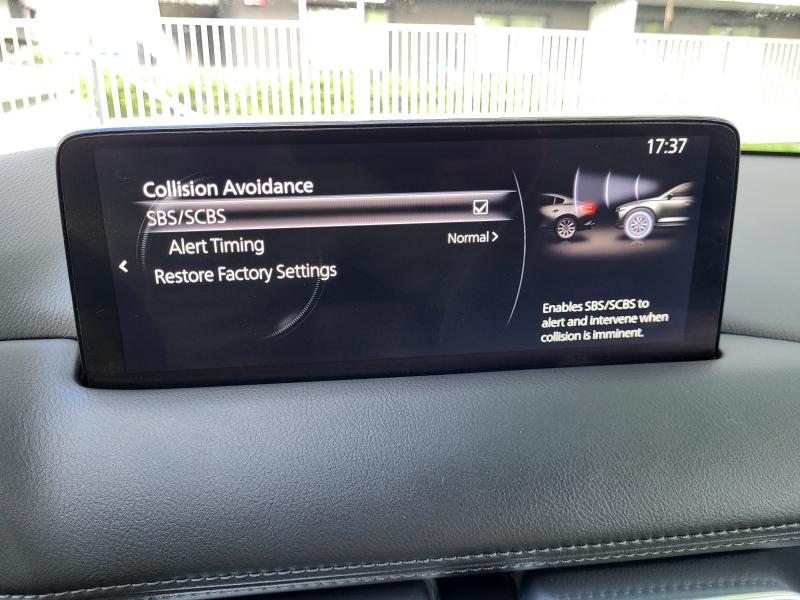 17:37
Collision Avoidance
SBS/SCBS
Alert Timing Normal
Restore Factory Settings
Enables SBS/SCBS to
alert and intervene when
collision is imminent.